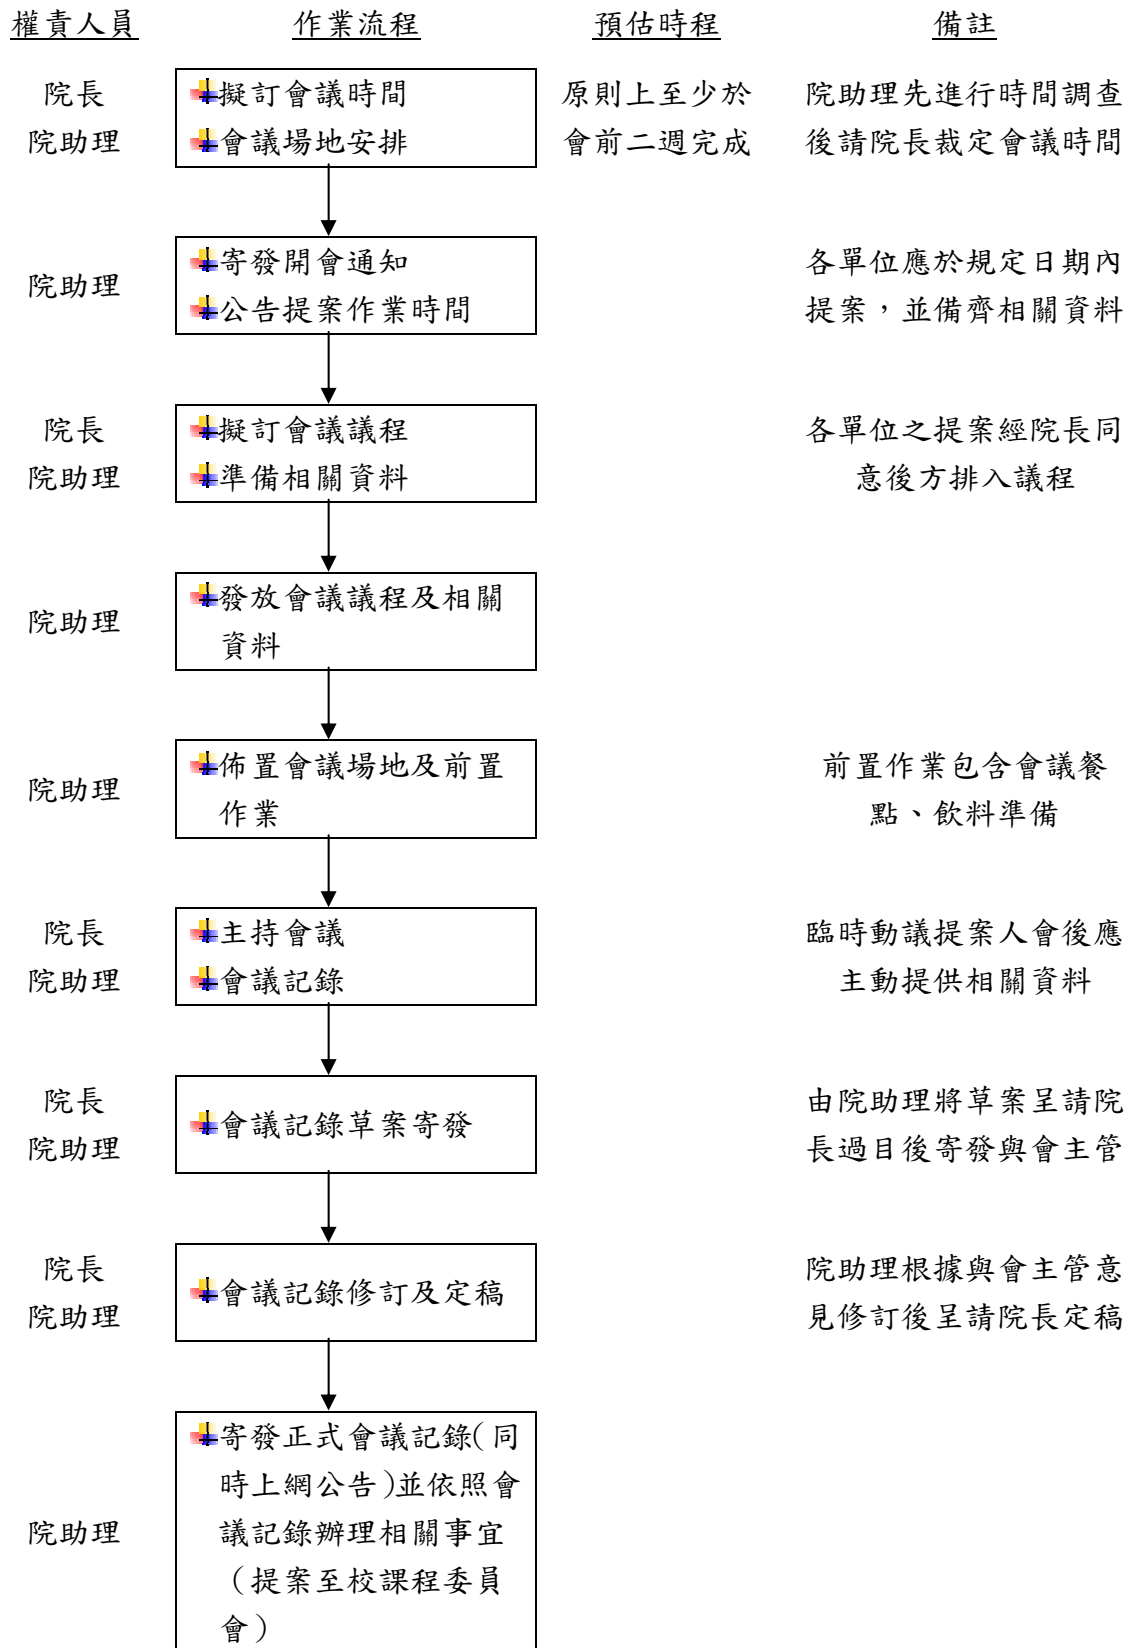 權責人員 作業流程 預估時程 備註
院長 擬訂會議時間 原則上至少於 院助理先進行時間調查
院助理 會議場地安排 會前二週完成 後請院長裁定會議時間
院助理
寄發開會通知 各單位應於規定日期內
公告提案作業時間 提案，並備齊相關資料
院長 擬訂會議議程 各單位之提案經院長同
院助理 準備相關資料 意後方排入議程
院助理
發放會議議程及相關
資料
院助理
佈置會議場地及前置 前置作業包含會議餐
作業 點、飲料準備
院長 主持會議 臨時動議提案人會後應
院助理 會議記錄 主動提供相關資料
院長 由院助理將草案呈請院
會議記錄草案寄發
院助理 長過目後寄發與會主管
院長 院助理根據與會主管意
會議記錄修訂及定稿
院助理 見修訂後呈請院長定稿
寄發正式會議記錄(同
時上網公告)並依照會
院助理 議記錄辦理相關事宜
（提案至校課程委員
會）